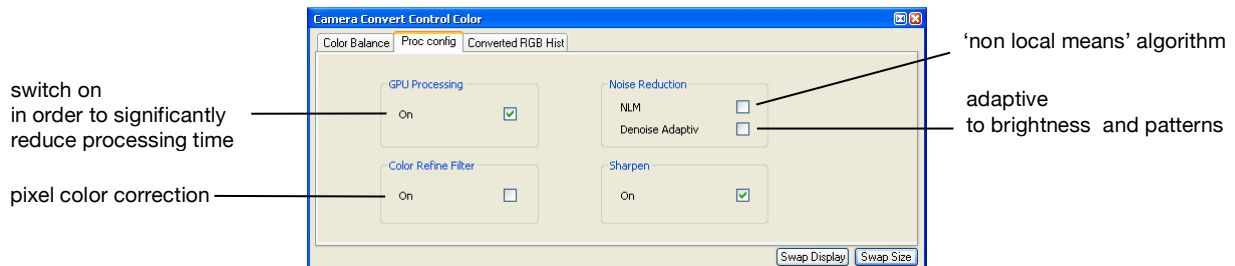 Camera Convert Control Color
Color Balance
Proc config
Converted RGB Hist
GPU Processing
On
Noise Reduction
NLM
Denoise Adaptiv
Color Refine Filter
On
Sharpen
On
Swap Display
Swap Size
switch on
in order to significantly
reduce processing time
pixel color correction
‘non local means’ algorithm
adaptive
to brightness and patterns